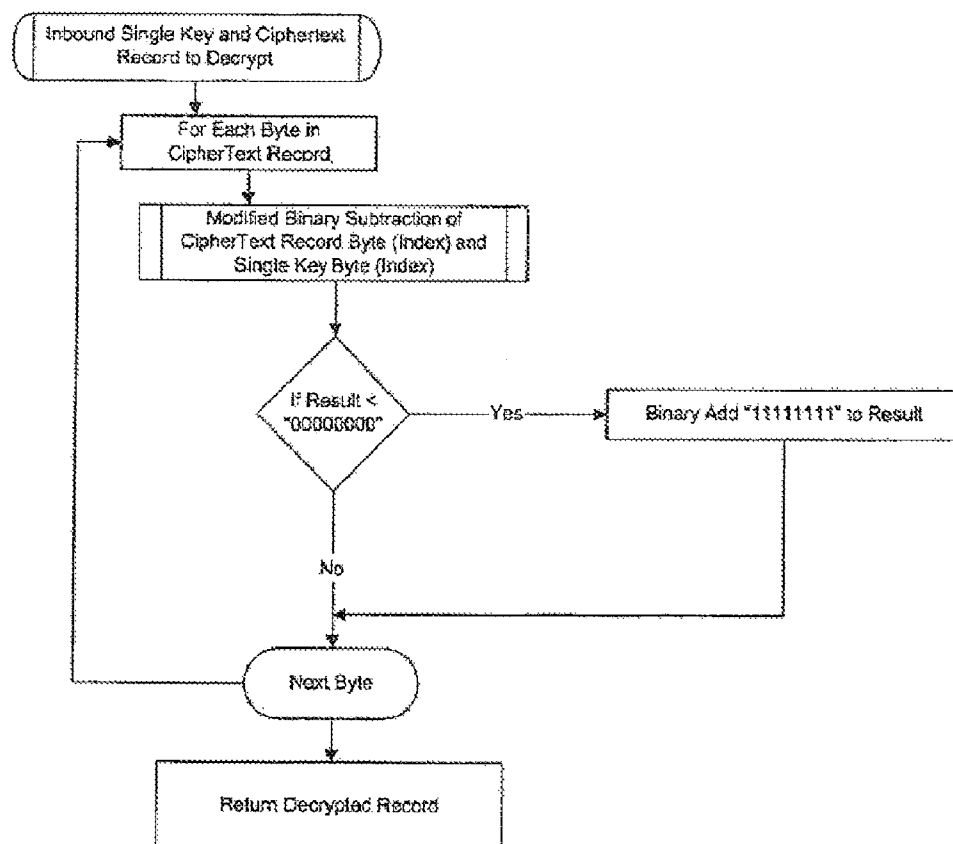 Inbound Single Key and Ciphertext
Record to Decrypt
For Each Byte in
CipherText Record,
Modified Binary Subtraction of
CipherText Record Byte (Index) and
Single Key Byte (Index)
If Result <
"00000000"
Yes
Binary Add "11111111" to Result
No
Next Byte
Return Decrypted Record